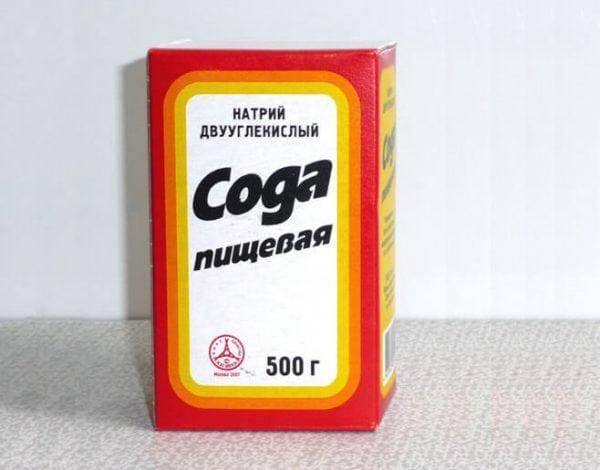 НАТРИЙ
ДВУУГЛЕКИСЛЫЙ
Сода
пищевая
500 г